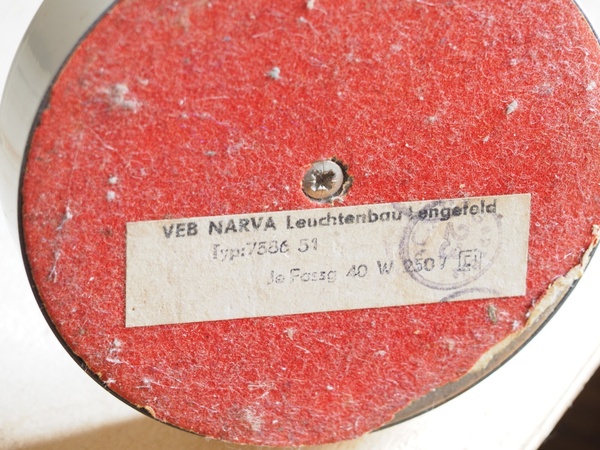 VEB NARVA Leuchtenbau Lengefeld
Typ:7586 51
Je Fassg 40 W 250 V